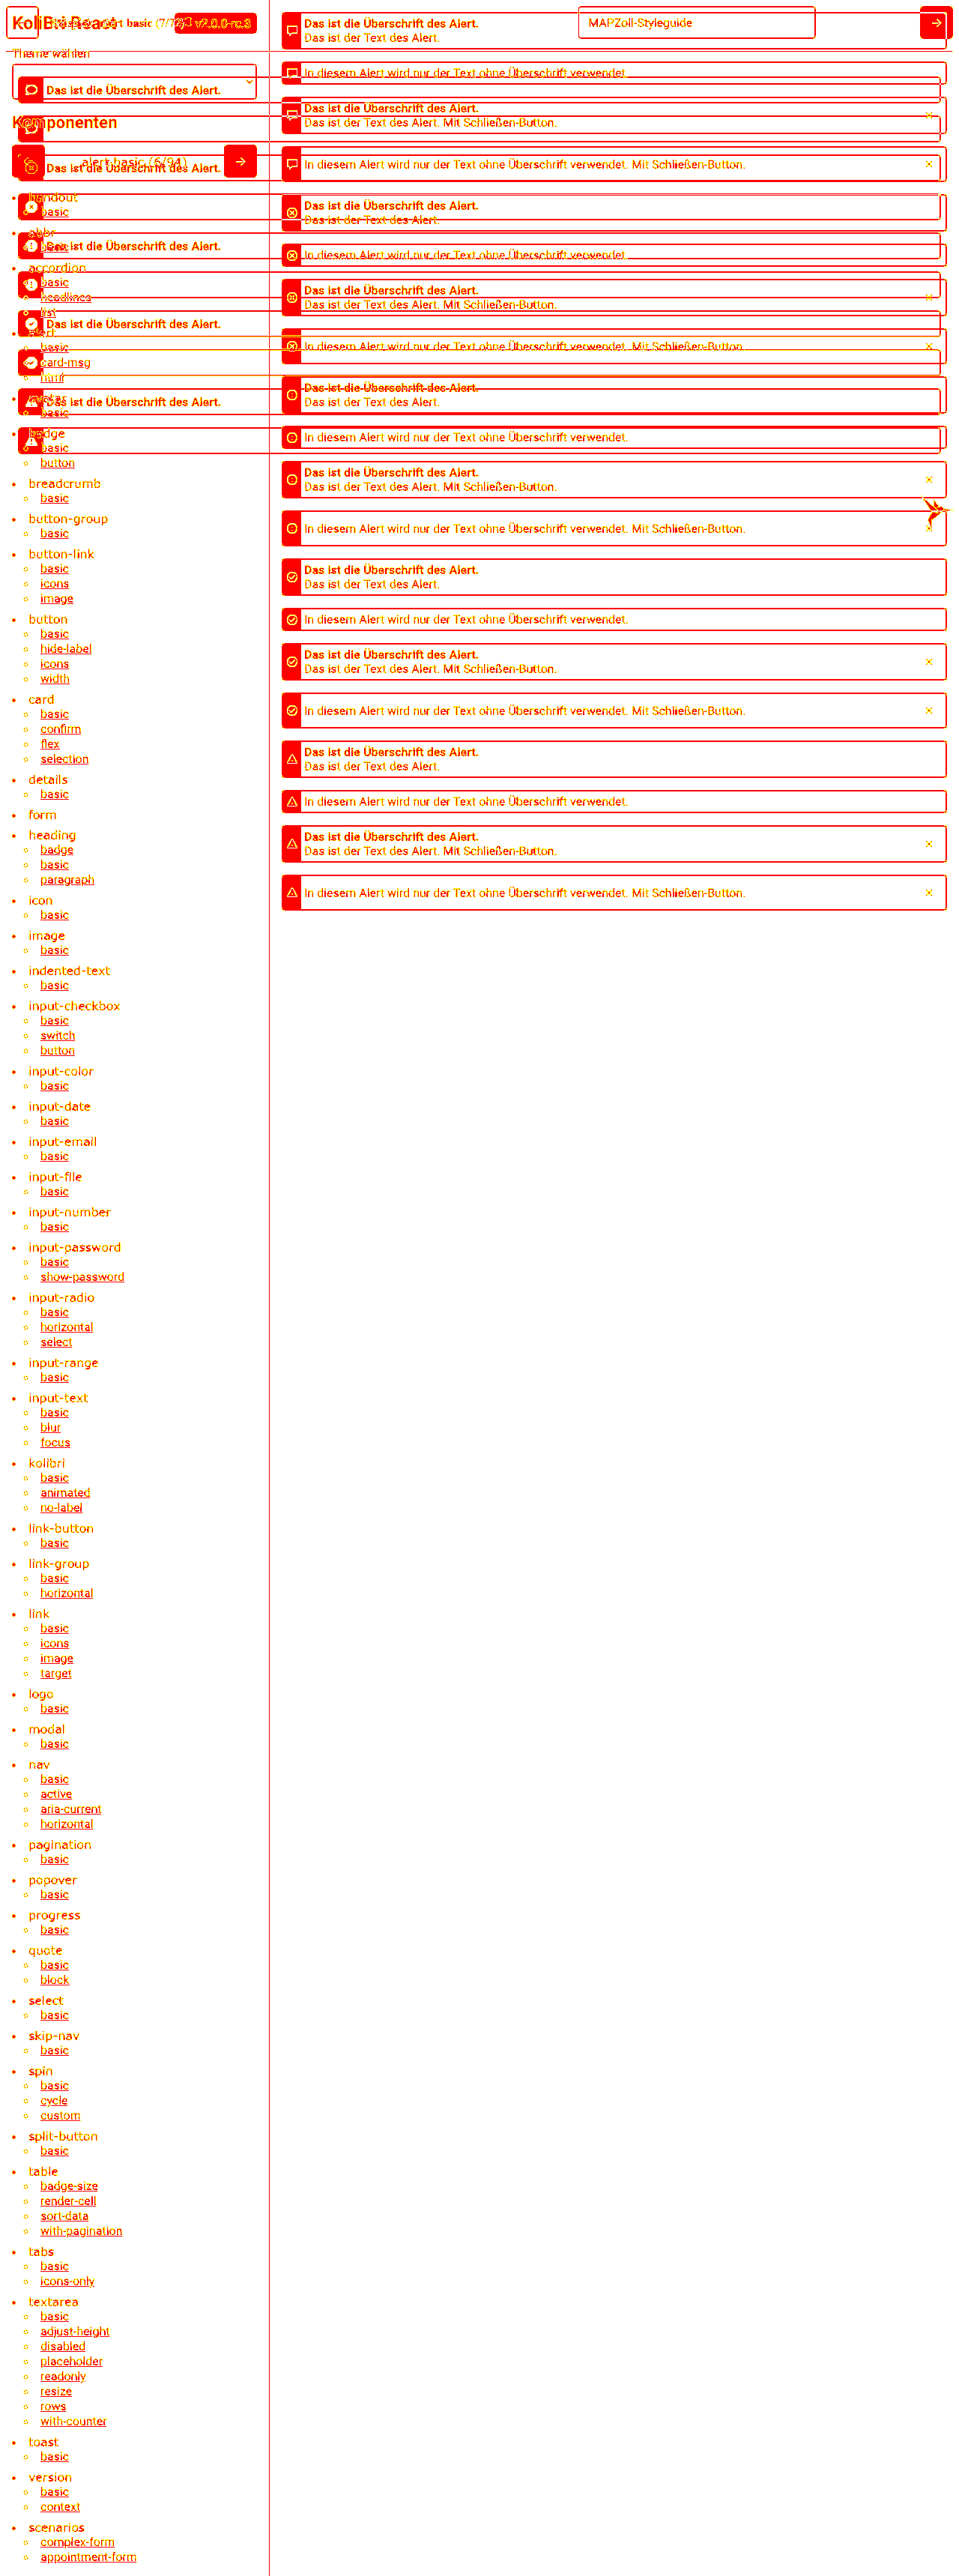 KoliBri React
alert basic (7/78)
v2.0.0-rc.3
MAPZoll-Styleguide
Theme wählen
Das ist die Überschrift des Alert.
Komponenten
alert basic (6/94)
Das ist die Überschrift des Alert.
handout
basic
abbr
Das ist die Überschrift des Alert.
accordion
basic
headlines
list
Das ist die Überschrift des Alert.
alert
basic
card-msg
html
Das ist die Überschrift des Alert.
avatar
basic
badge
basic
button
breadcrumb
basic
button-group
basic
button-link
basic
icons
image
button
basic
hide-label
icons
width
card
basic
confirm
flex
selection
details
basic
form
heading
badge
basic
paragraph
icon
basic
image
basic
indented-text
basic
input-checkbox
basic
switch
button
input-color
basic
input-date
basic
input-email
basic
input-file
basic
input-number
basic
input-password
basic
show-password
input-radio
basic
horizontal
select
input-range
basic
input-text
basic
blur
focus
kolibri
basic
animated
no-label
link-button
basic
link-group
basic
horizontal
link
basic
icons
image
target
logo
basic
modal
basic
nav
basic
active
aria-current
horizontal
pagination
basic
popover
basic
progress
basic
quote
basic
block
select
basic
skip-nav
basic
spin
basic
cycle
custom
split-button
basic
table
badge-size
render-cell
sort-data
with-pagination
tabs
basic
icons-only
textarea
basic
adjust-height
disabled
placeholder
readonly
resize
rows
with-counter
toast
basic
version
basic
context
scenarios
complex-form
appointment-form
Das ist die Überschrift des Alert.
Das ist der Text des Alert.
In diesem Alert wird nur der Text ohne Überschrift verwendet.
Das ist die Überschrift des Alert.
Das ist der Text des Alert. Mit Schließen-Button.
In diesem Alert wird nur der Text ohne Überschrift verwendet. Mit Schließen-Button.
Das ist die Überschrift des Alert.
Das ist der Text des Alert.
In diesem Alert wird nur der Text ohne Überschrift verwendet.
Das ist die Überschrift des Alert.
Das ist der Text des Alert. Mit Schließen-Button.
In diesem Alert wird nur der Text ohne Überschrift verwendet. Mit Schließen-Button.
Das ist die Überschrift des Alert.
Das ist der Text des Alert.
In diesem Alert wird nur der Text ohne Überschrift verwendet.
Das ist die Überschrift des Alert.
Das ist der Text des Alert. Mit Schließen-Button.
In diesem Alert wird nur der Text ohne Überschrift verwendet. Mit Schließen-Button.
Das ist die Überschrift des Alert.
Das ist der Text des Alert.
In diesem Alert wird nur der Text ohne Überschrift verwendet.
Das ist die Überschrift des Alert.
Das ist der Text des Alert. Mit Schließen-Button.
In diesem Alert wird nur der Text ohne Überschrift verwendet. Mit Schließen-Button.
Das ist die Überschrift des Alert.
Das ist der Text des Alert.
In diesem Alert wird nur der Text ohne Überschrift verwendet.
Das ist die Überschrift des Alert.
Das ist der Text des Alert. Mit Schließen-Button.
In diesem Alert wird nur der Text ohne Überschrift verwendet. Mit Schließen-Button.